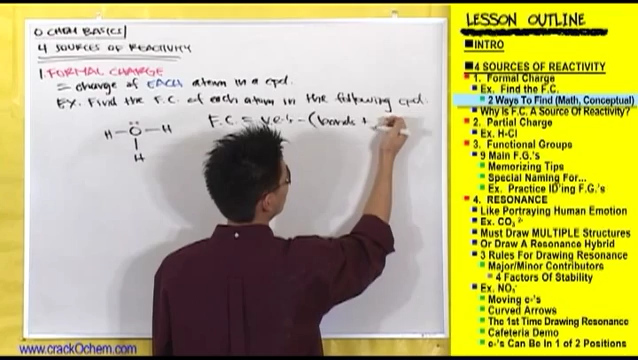 O CHEM BASICS
4 SOURCES OF REACTIVITY
1. FORMAL CHARGE
= charge of EACH atom in a cpd.
EX. Find the F.C. of each atom in the following cpd.
F.C. = v.e.'s - (bonds +
H-O-H
H
www.crackOchem.com
LESSON OUTLINE
INTRO
4 SOURCES OF REACTIVITY
1. Formal Charge
Ex. Find the F.C.
2 Ways To Find (Math, Conceptual)
Why Is F.C. A Source Of Reactivity?
2. Partial Charge
Ex. H-Cl
3. Functional Groups
9 Main F.G.'s
Memorizing Tips
Special Naming For...
Ex. Practice ID'ing F.G.'s
4. RESONANCE
Like Portraying Human Emotion
Ex. CO₃ ²⁻
Must Draw MULTIPLE Structures
Or Draw A Resonance Hybrid
3 Rules For Drawing Resonance
Major/Minor Contributors
4 Factors Of Stability
Ex. NO₃⁻
Moving e-'s
Curved Arrows
The 1st Time Drawing Resonance
Cafeteria Demo
e-'s Can Be In 1 of 2 Positions